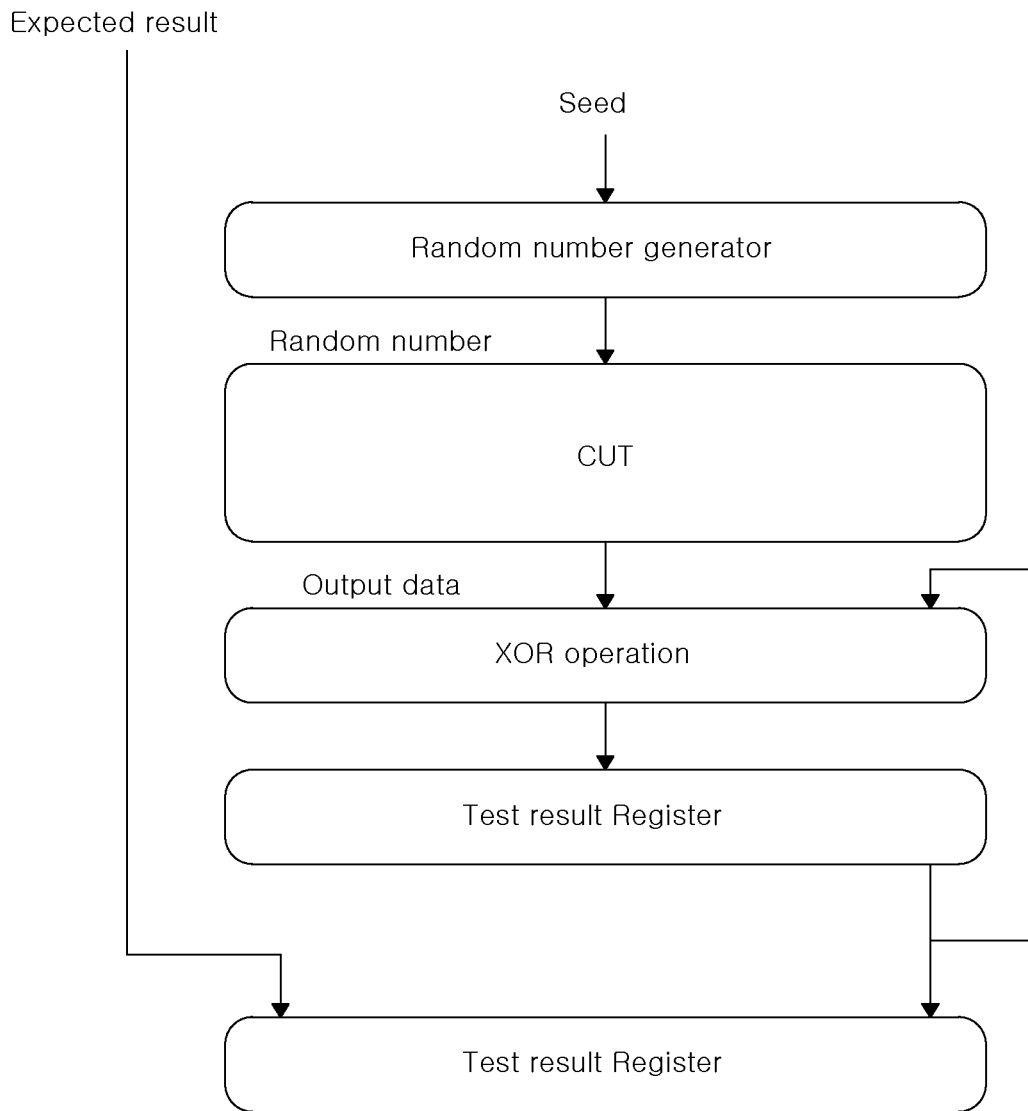 Expected result
Seed
Random number generator
Random number
CUT
Output data
XOR operation
Test result Register
Test result Register